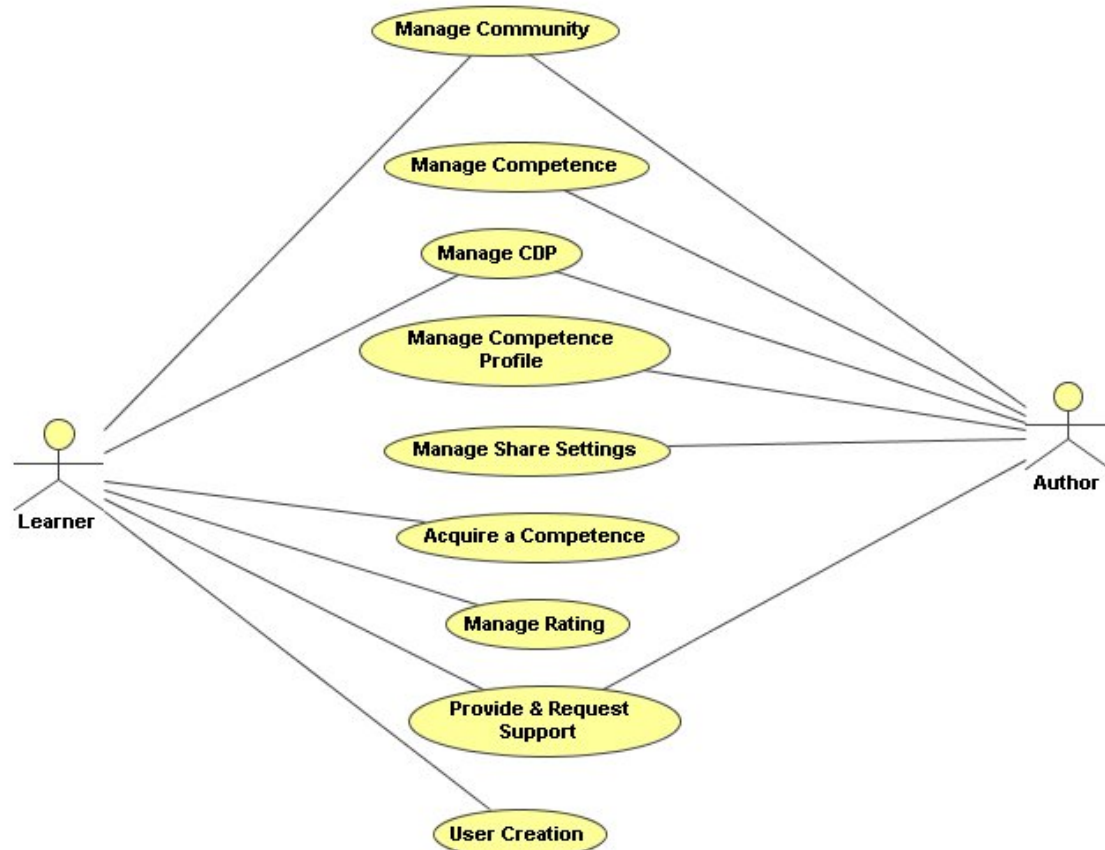 Manage Community
Manage Competence
Manage CDP
Manage Competence
Profile
Manage Share Settings
Author
Learner
Acquire a Competence
Manage Rating
Provide & Request
Support
User Creation